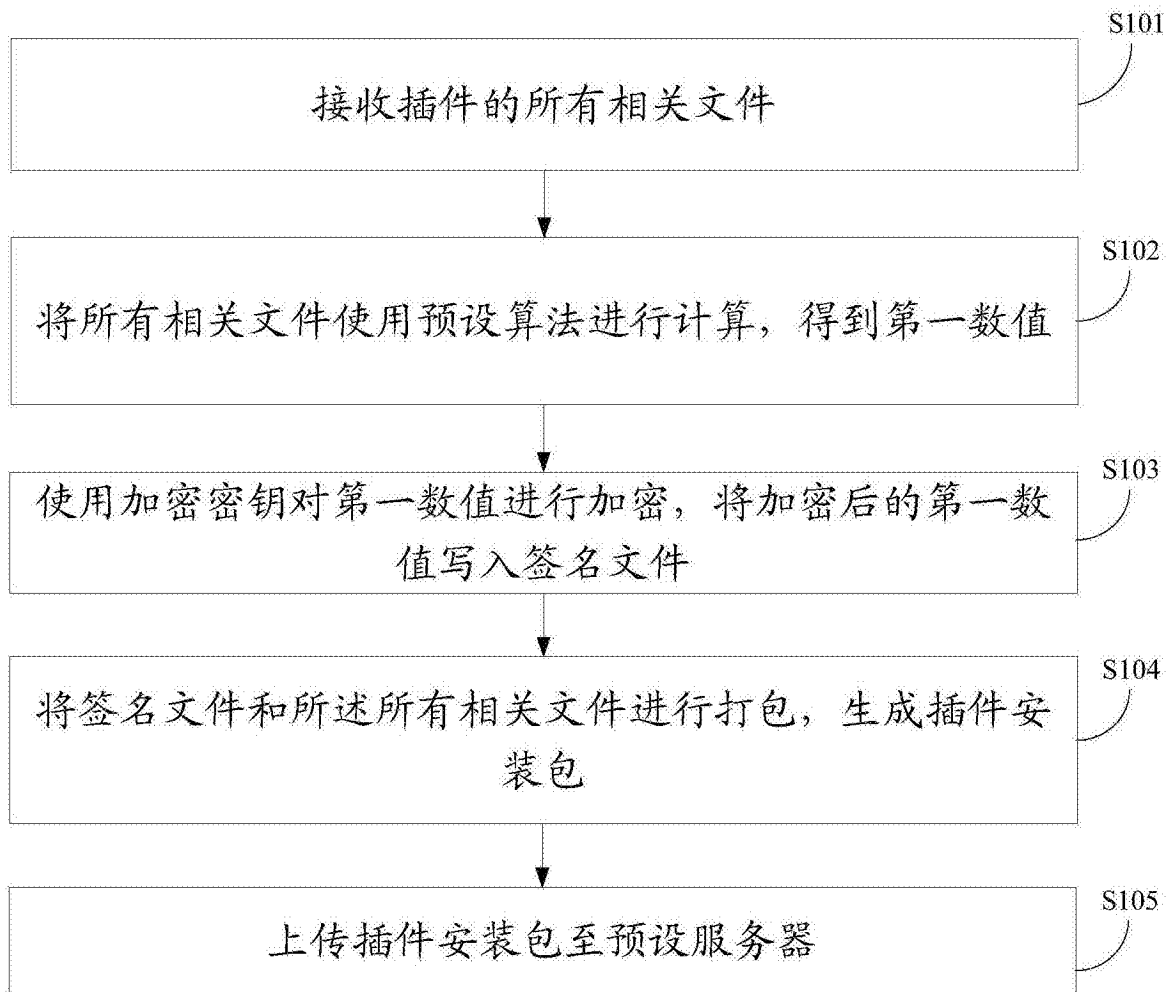 S101
接收插件的所有相关文件
S102
将所有相关文件使用预设算法进行计算，得到第一数值
S103
使用加密密钥对第一数值进行加密，将加密后的第一数
值写入签名文件
S104
将签名文件和所述所有相关文件进行打包，生成插件安
装包
S105
上传插件安装包至预设服务器